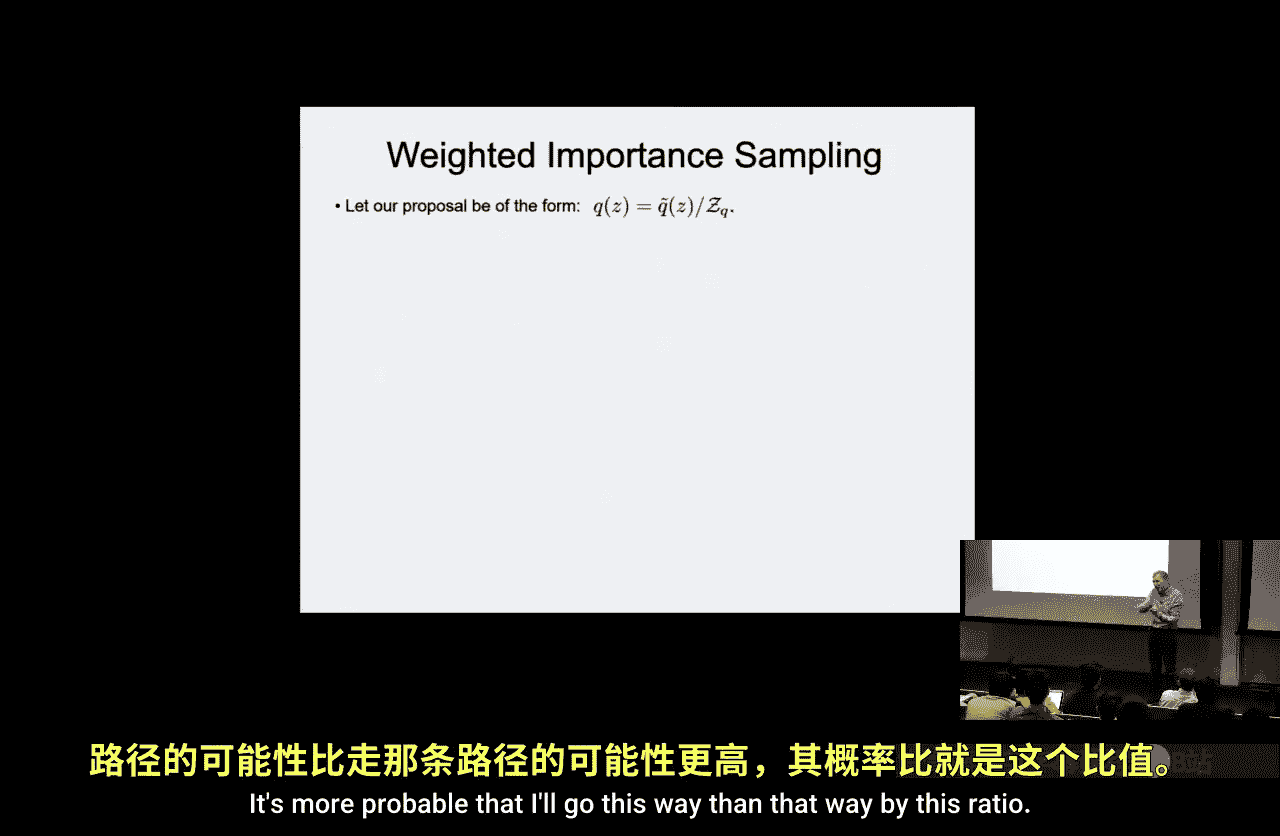 Weighted Importance Sampling
• Let our proposal be of the form: q(z) = q̃(z)/𝒵_q.
路径的可能性比走那条路径的可能性更高，其概率比就是这个比值。
It's more probable that I'll go this way than that way by this ratio.